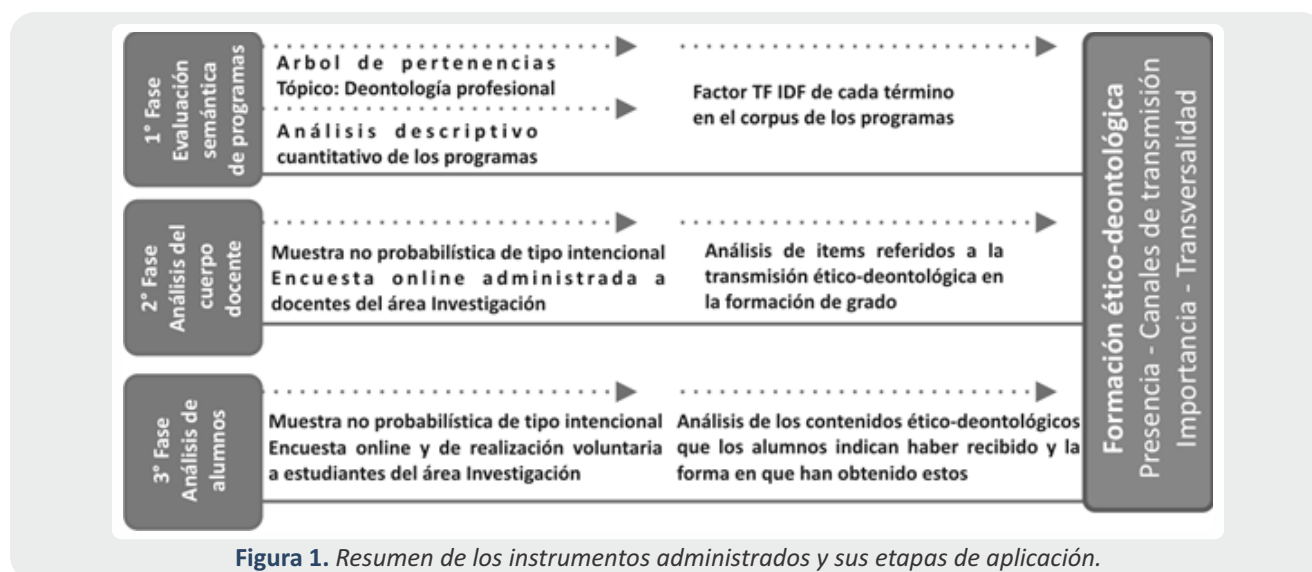 1° Fase
Evaluación
semántica
de programas
Arbol de pertenencias
Tópico: Deontología profesional
Análisis descriptivo
cuantitativo de los programas
Factor TF IDF de cada término
en el corpus de los programas
2° Fase
Análisis del
cuerpo
docente
Muestra no probabilística de tipo intencional
Encuesta online administrada a
docentes del área Investigación
Análisis de items referidos a la
transmisión ético-deontológica en
la formación de grado
3° Fase
Análisis de
alumnos
Muestra no probabilística de tipo intencional
Encuesta online y de realización voluntaria
a estudiantes del área Investigación
Análisis de los contenidos ético-deontológicos
que los alumnos indican haber recibido y la
forma en que han obtenido estos
Formación ético-deontológica
Presencia - Canales de transmisión
Importancia - Transversalidad
Figura 1. Resumen de los instrumentos administrados y sus etapas de aplicación.